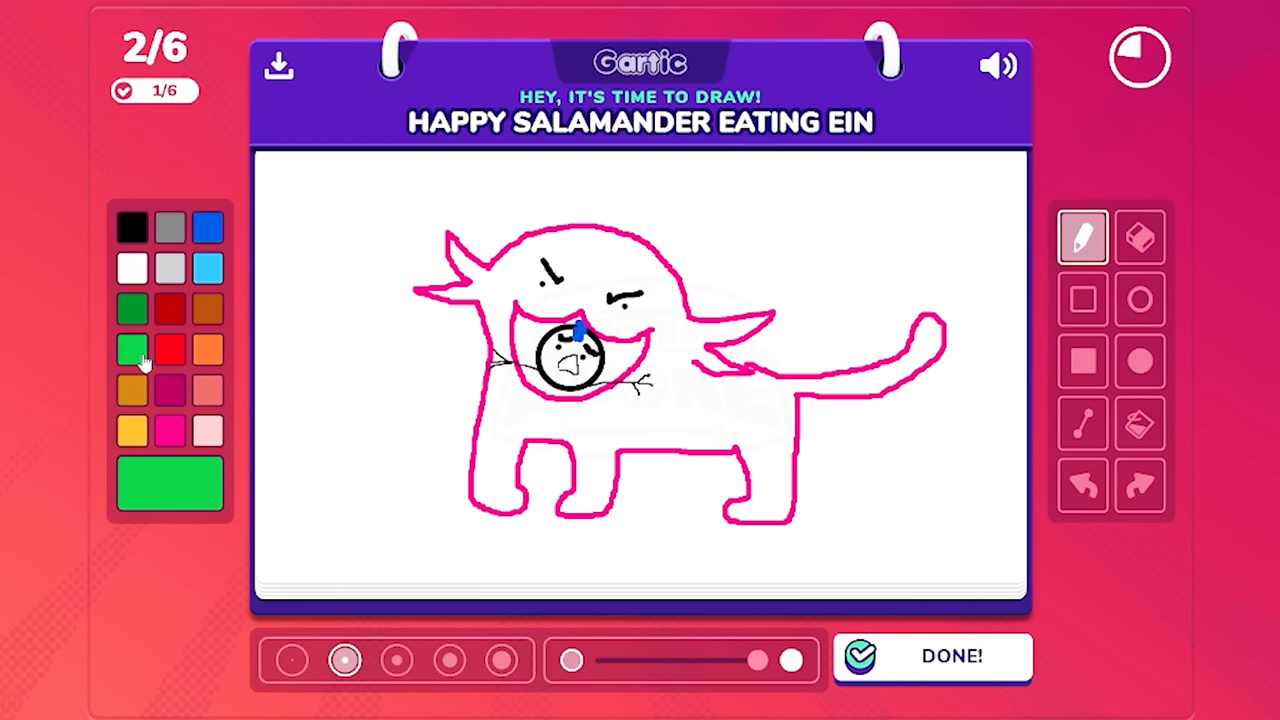 2/6
1/6
Gartic
HEY, IT'S TIME TO DRAW!
HAPPY SALAMANDER EATING EIN
DONE!